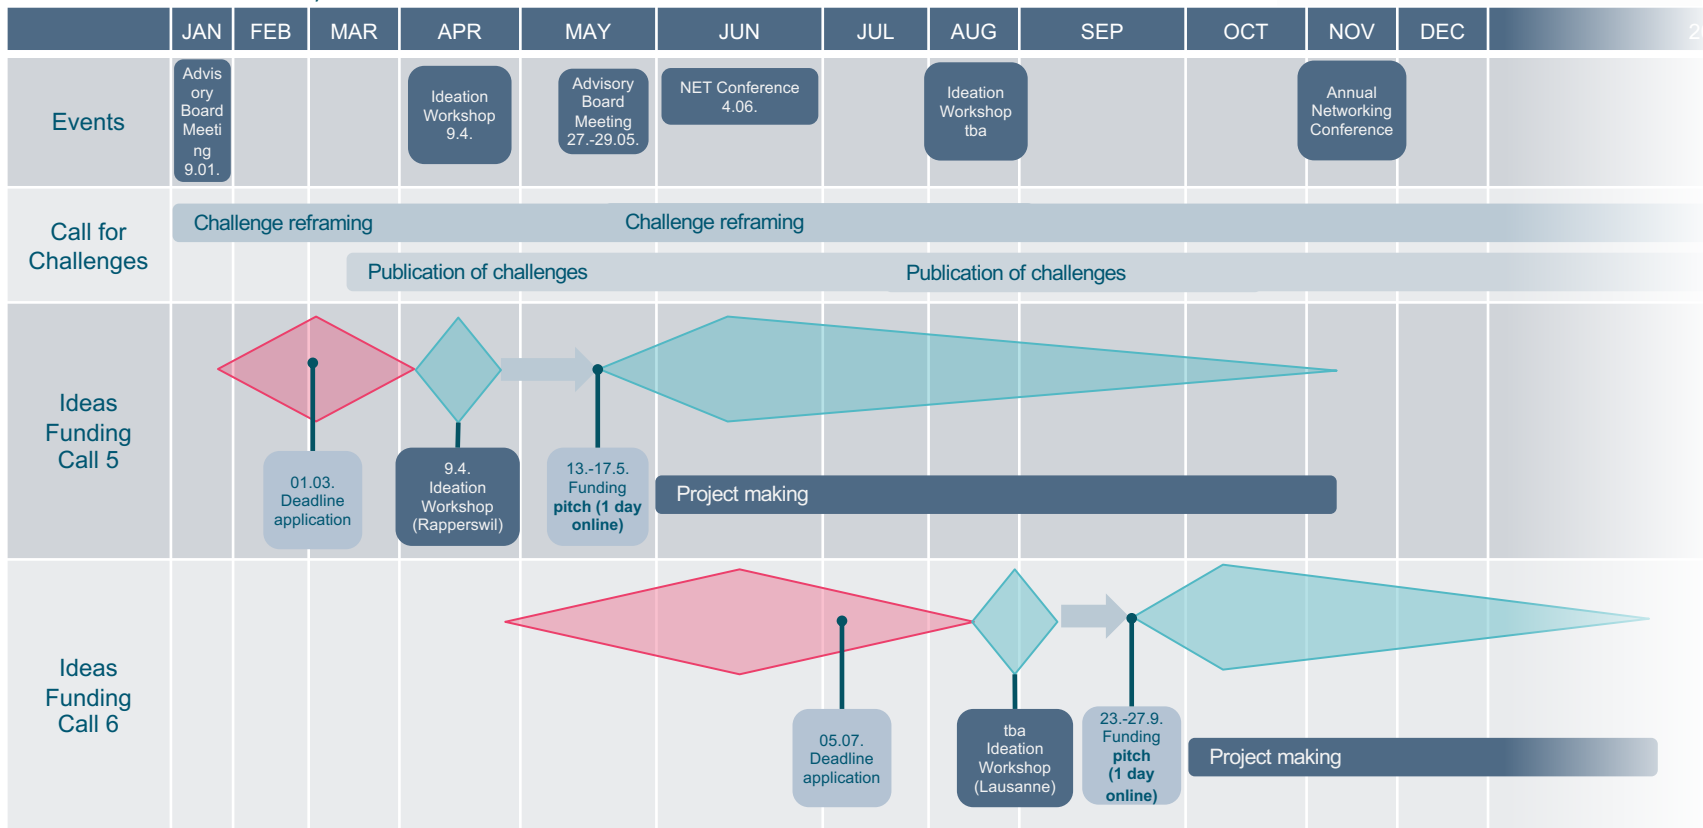 JAN FEB MAR APR MAY JUN JUL AUG SEP OCT NOV DEC
Events
Advis
ory
Board
Meeti
ng
9.01.
Ideation
Workshop
9.4.
Advisory
Board
Meeting
27.-29.05.
NET Conference
4.06.
Ideation
Workshop
tba
Annual
Networking
Conference
Call for
Challenges
Challenge reframing
Challenge reframing
Publication of challenges
Publication of challenges
Ideas
Funding
Call 5
01.03.
Deadline
application
9.4.
Ideation
Workshop
(Rapperswil)
13.-17.5.
Funding
pitch (1 day
online)
Project making
Ideas
Funding
Call 6
05.07.
Deadline
application
tba
Ideation
Workshop
(Lausanne)
23.-27.9.
Funding
pitch
(1 day
online)
Project making